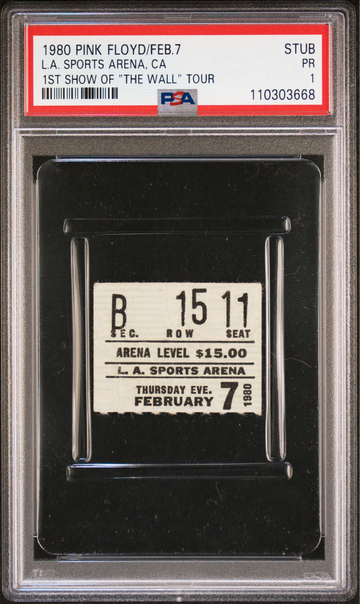 1980 PINK FLOYD/FEB.7 STUB
L.A. SPORTS ARENA, CA PR
1ST SHOW OF "THE WALL" TOUR 1
PSA 110303668
B 15 11
SEC. ROW SEAT
ARENA LEVEL $15.00
L. A. SPORTS ARENA
THURSDAY EVE.
FEBRUARY 7 1980